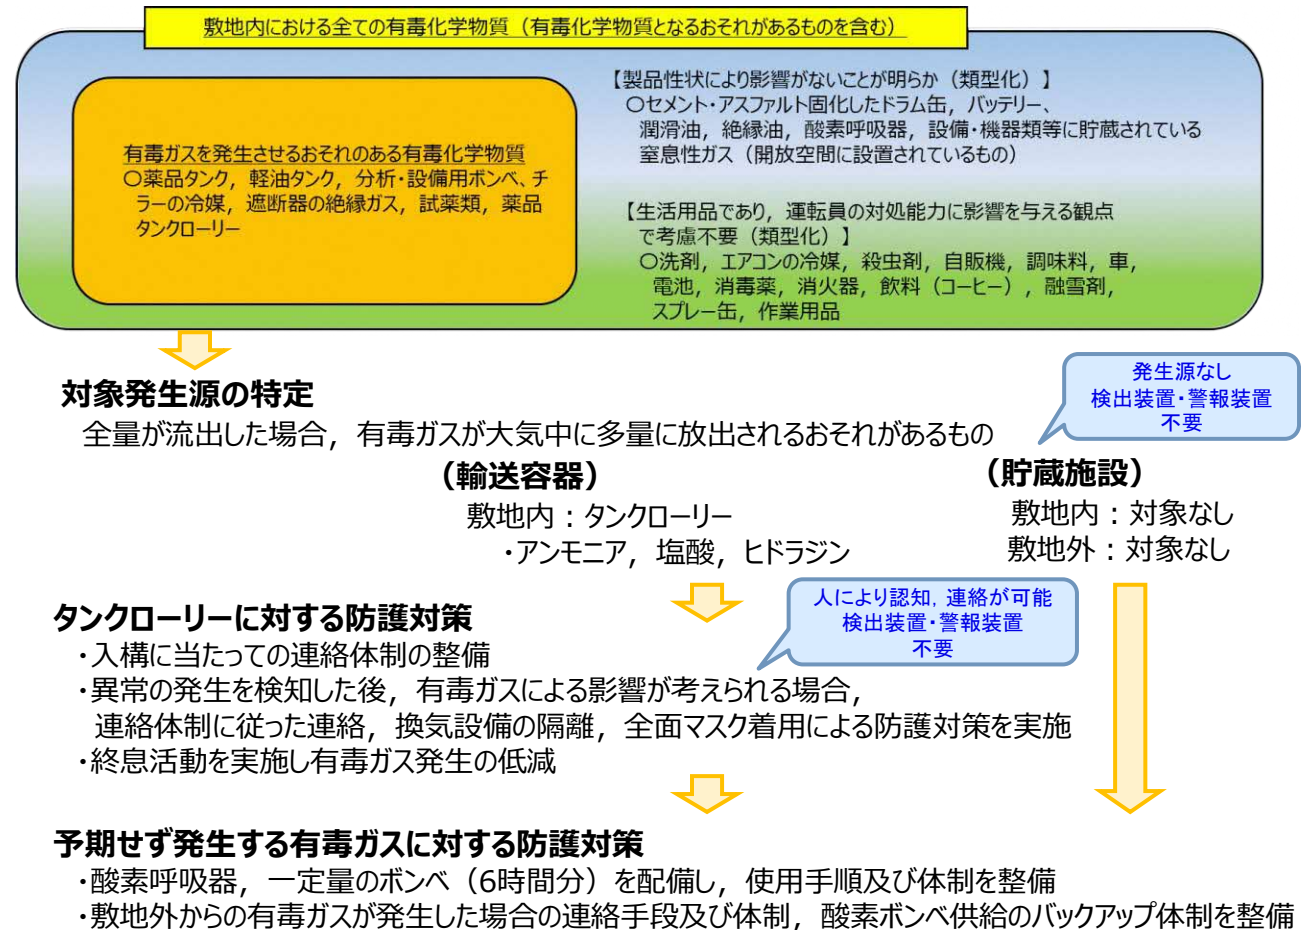 敷地内における全ての有毒化学物質（有毒化学物質となるおそれがあるものを含む）
有毒ガスを発生させるおそれのある有毒化学物質
○薬品タンク，軽油タンク，分析・設備用ボンベ、チ
ラーの冷媒，遮断器の絶縁ガス，試薬類，薬品
タンクローリー
【製品性状により影響がないことが明らか（類型化）】
○セメント・アスファルト固化したドラム缶，バッテリー、
潤滑油，絶縁油，酸素呼吸器，設備・機器類等に貯蔵されている
窒息性ガス（開放空間に設置されているもの）
【生活用品であり，運転員の対処能力に影響を与える観点
で考慮不要（類型化）】
○洗剤，エアコンの冷媒，殺虫剤，自販機，調味料，車，
電池，消毒薬，消火器，飲料（コーヒー），融雪剤，
スプレー缶，作業用品
対象発生源の特定
全量が流出した場合，有毒ガスが大気中に多量に放出されるおそれがあるもの
発生源なし
検出装置・警報装置
不要
（輸送容器）
敷地内：タンクローリー
・アンモニア，塩酸，ヒドラジン
（貯蔵施設）
敷地内：対象なし
敷地外：対象なし
人により認知，連絡が可能
検出装置・警報装置
不要
タンクローリーに対する防護対策
・入構に当たっての連絡体制の整備
・異常の発生を検知した後，有毒ガスによる影響が考えられる場合，
連絡体制に従った連絡，換気設備の隔離，全面マスク着用による防護対策を実施
・終息活動を実施し有毒ガス発生の低減
予期せず発生する有毒ガスに対する防護対策
・酸素呼吸器，一定量のボンベ（6時間分）を配備し，使用手順及び体制を整備
・敷地外からの有毒ガスが発生した場合の連絡手段及び体制，酸素ボンベ供給のバックアップ体制を整備